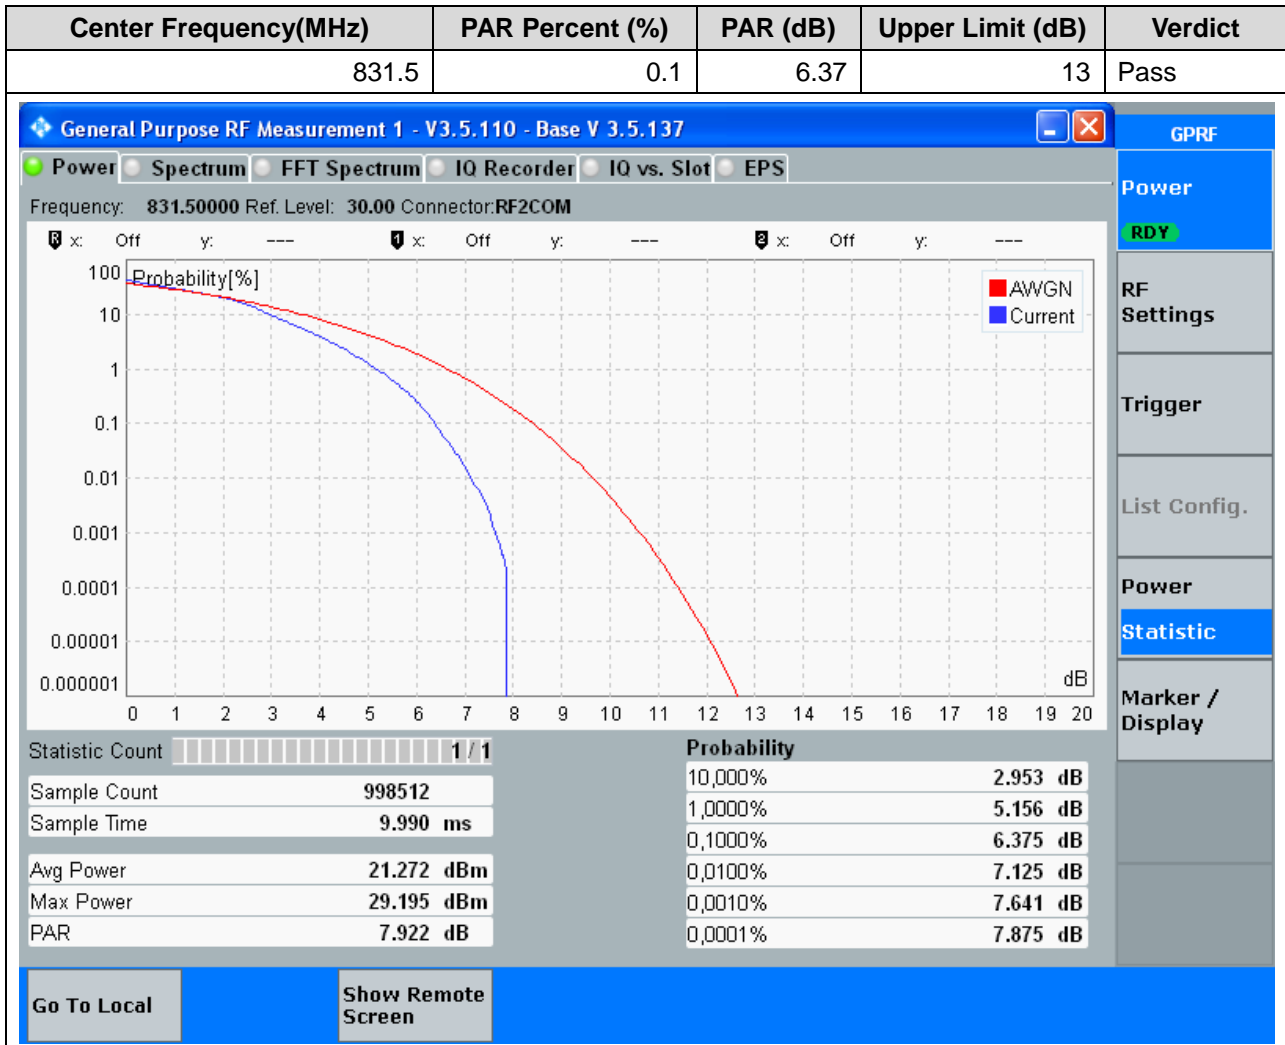 Center Frequency(MHz) PAR Percent (%) PAR (dB) Upper Limit (dB) Verdict
831.5 0.1 6.37 13 Pass
General Purpose RF Measurement 1 - V3.5.110 - Base V 3.5.137
GPRF
Power Spectrum FFT Spectrum IQ Recorder IQ vs. Slot EPS
Frequency: 831.50000 Ref. Level: 30.00 Connector:RF2COM
R x: Off y: --- 1 x: Off y: --- 2 x: Off y: ---
Probability[%]
AWGN
Current
100
10
1
0.1
0.01
0.001
0.0001
0.00001
0.000001
dB
0 1 2 3 4 5 6 7 8 9 10 11 12 13 14 15 16 17 18 19 20
Statistic Count 1 / 1
Sample Count 998512
Sample Time 9.990 ms
Avg Power 21.272 dBm
Max Power 29.195 dBm
PAR 7.922 dB
Probability
10,000% 2.953 dB
1,0000% 5.156 dB
0,1000% 6.375 dB
0,0100% 7.125 dB
0,0010% 7.641 dB
0,0001% 7.875 dB
Power
RDY
RF
Settings
Trigger
List Config.
Power
Statistic
Marker /
Display
Go To Local
Show Remote
Screen